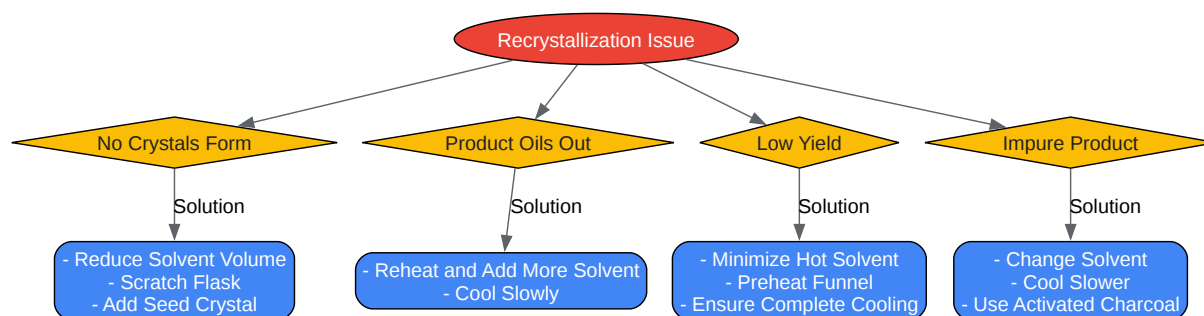 Recrystallization Issue
No Crystals Form
Product Oils Out
Low Yield
Impure Product
Solution
Solution
Solution
Solution
- Reduce Solvent Volume
- Scratch Flask
- Add Seed Crystal
- Reheat and Add More Solvent
- Cool Slowly
- Minimize Hot Solvent
- Preheat Funnel
- Ensure Complete Cooling
- Change Solvent
- Cool Slower
- Use Activated Charcoal